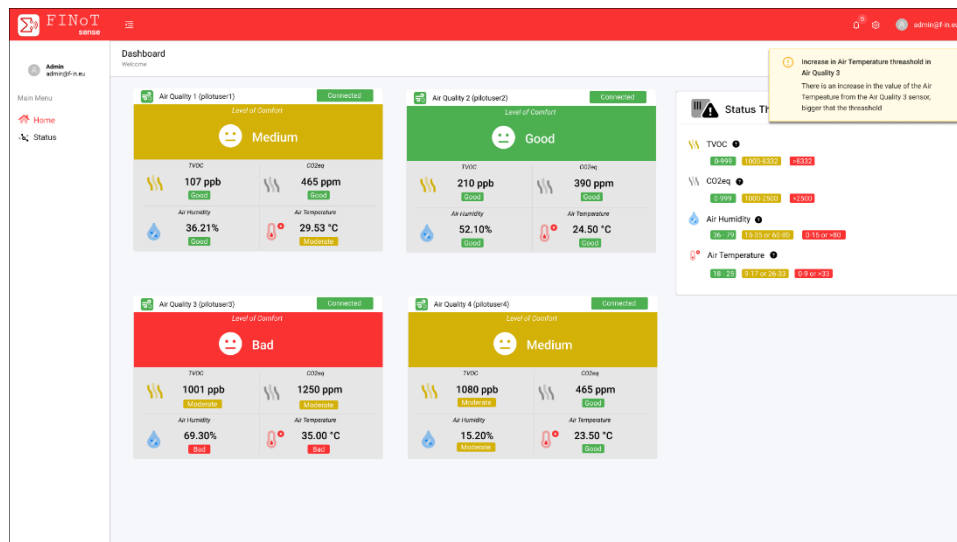 FINoT
sense
0
admin@f-in.eu
Admin
admin@f-in.eu
Main Menu
Home
Status
Dashboard
Welcome
Increase in Air Temperature threashold in
Air Quality 3
There is an increase in the value of the Air
Tempeature from the Air Quality 3 sensor,
bigger that the threashold
Air Quality 1 (pilotuser1) Connected
Level of Comfort
Medium
TVOC CO2eq
107 ppb 465 ppm
Good Good
Air Humidity Air Temperature
36.21% 29.53 °C
Good Moderate
Air Quality 2 (pilotuser2) Connected
Level of Comfort
Good
TVOC CO2eq
210 ppb 390 ppm
Good Good
Air Humidity Air Temperature
52.10% 24.50 °C
Good Good
Status Th
TVOC
0-999 1000-8332 >8332
CO2eq
0-999 1000-2500 >2500
Air Humidity
36 - 79 16-35 or 60-80 0-16 or >80
Air Temperature
18 - 25 9-17 or 26-33 0-9 or >33
Air Quality 3 (pilotuser3) Connected
Level of Comfort
Bad
TVOC CO2eq
1001 ppb 1250 ppm
Moderate Moderate
Air Humidity Air Temperature
69.30% 35.00 °C
Bad Bad
Air Quality 4 (pilotuser4) Connected
Level of Comfort
Medium
TVOC CO2eq
1080 ppb 465 ppm
Moderate Good
Air Humidity Air Temperature
15.20% 23.50 °C
Moderate Good